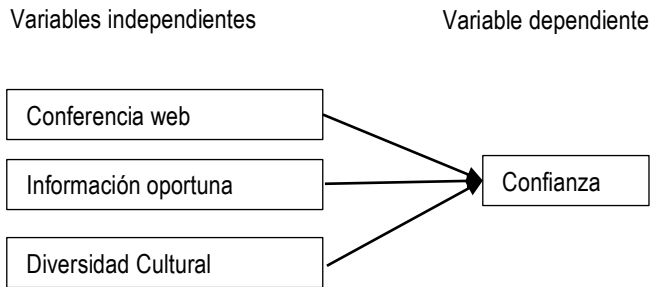 Variables independientes
Variable dependiente
Conferencia web
Información oportuna
Confianza
Diversidad Cultural